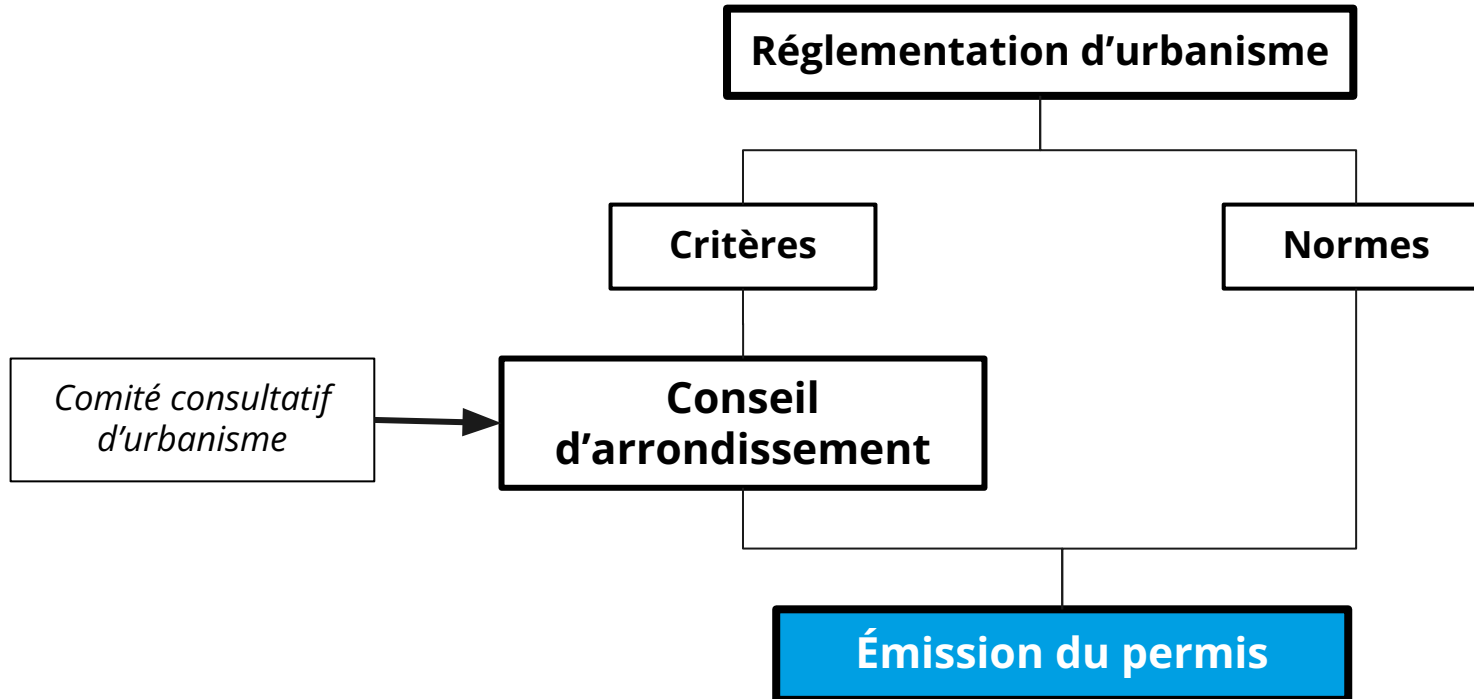 Réglementation d’urbanisme
Critères
Normes
Comité consultatif
d’urbanisme
Conseil
d’arrondissement
Émission du permis